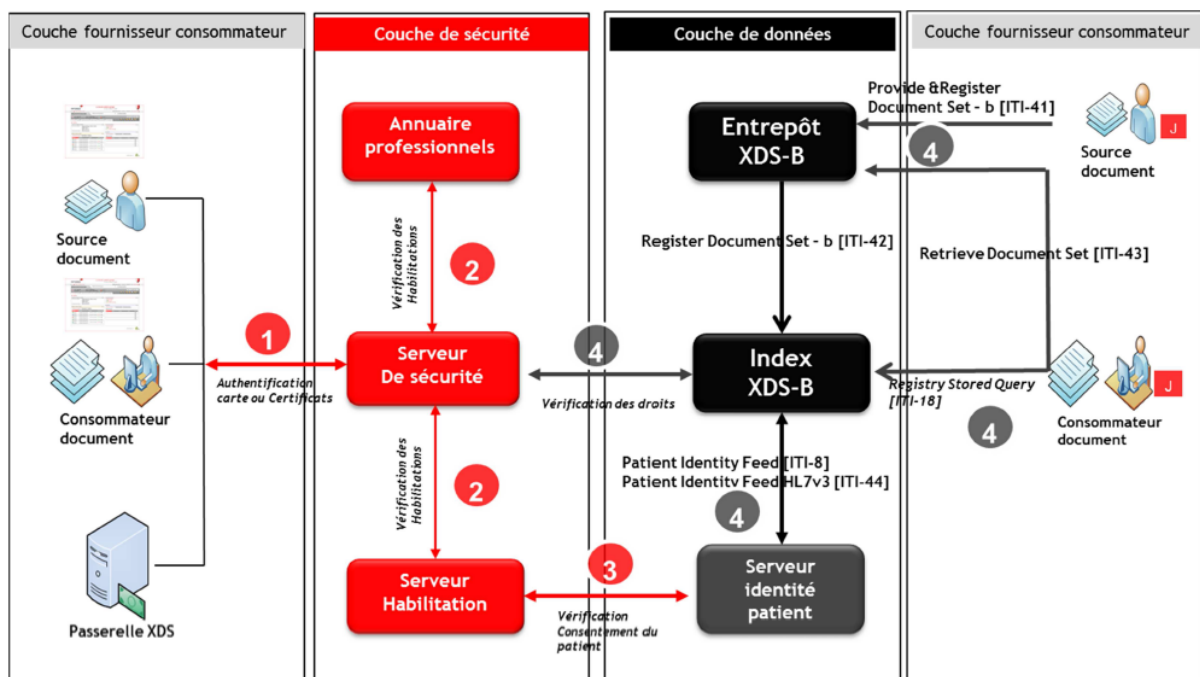 Couche fournisseur consommateur
Couche de sécurité
Couche de données
Couche fournisseur consommateur
Source
document
Consommateur
document
Passerelle XDS
1
Authentification
carte ou Certificats
Annuaire
professionnels
Vérification des
Habilitations
2
Serveur
De sécurité
Vérification des
Habilitations
2
Serveur
Habilitation
4
Vérification des droits
3
Vérification
Consentement du
patient
Entrepôt
XDS-B
Register Document Set - b [ITI-42]
Index
XDS-B
Patient Identity Feed [ITI-8]
Patient Identity Feed HL7v3 [ITI-44]
4
Serveur
identité
patient
Provide &Register
Document Set - b [ITI-41]
4
J
Source
document
Retrieve Document Set [ITI-43]
Registry Stored Query
[ITI-18]
4
J
Consommateur
document